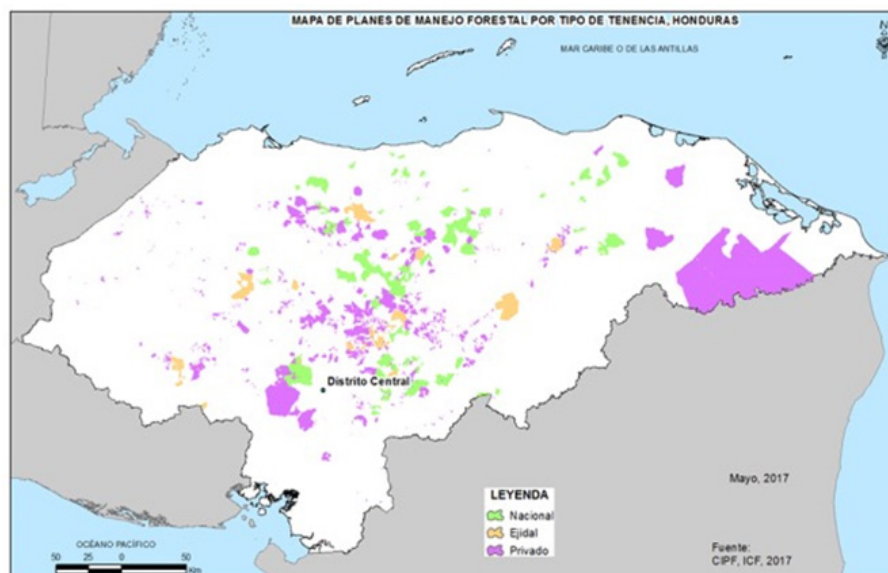 MAPA DE PLANES DE MANEJO FORESTAL POR TIPO DE TENENCIA, HONDURAS
MAR CARIBE O DE LAS ANTILLAS
Distrito Central
Mayo, 2017
LEYENDA
Nacional
Ejidal
Privado
OCÉANO PACÍFICO
50 25 0 50
Km
Fuente:
CIPF, ICF, 2017